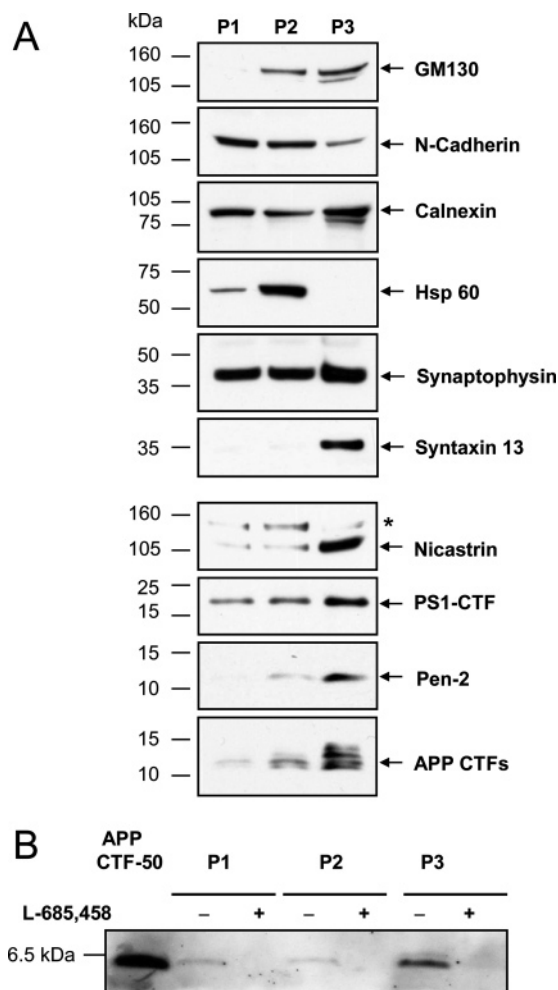 A
kDa P1 P2 P3
160
105
GM130
160
105
N-Cadherin
105
75
Calnexin
75
50
Hsp 60
50
35
Synaptophysin
35
Syntaxin 13
160
105
*
Nicastrin
25
15
PS1-CTF
15
10
Pen-2
15
10
APP CTFs
B
APP
CTF-50 P1 P2 P3
L-685,458 – + – + – +
6.5 kDa